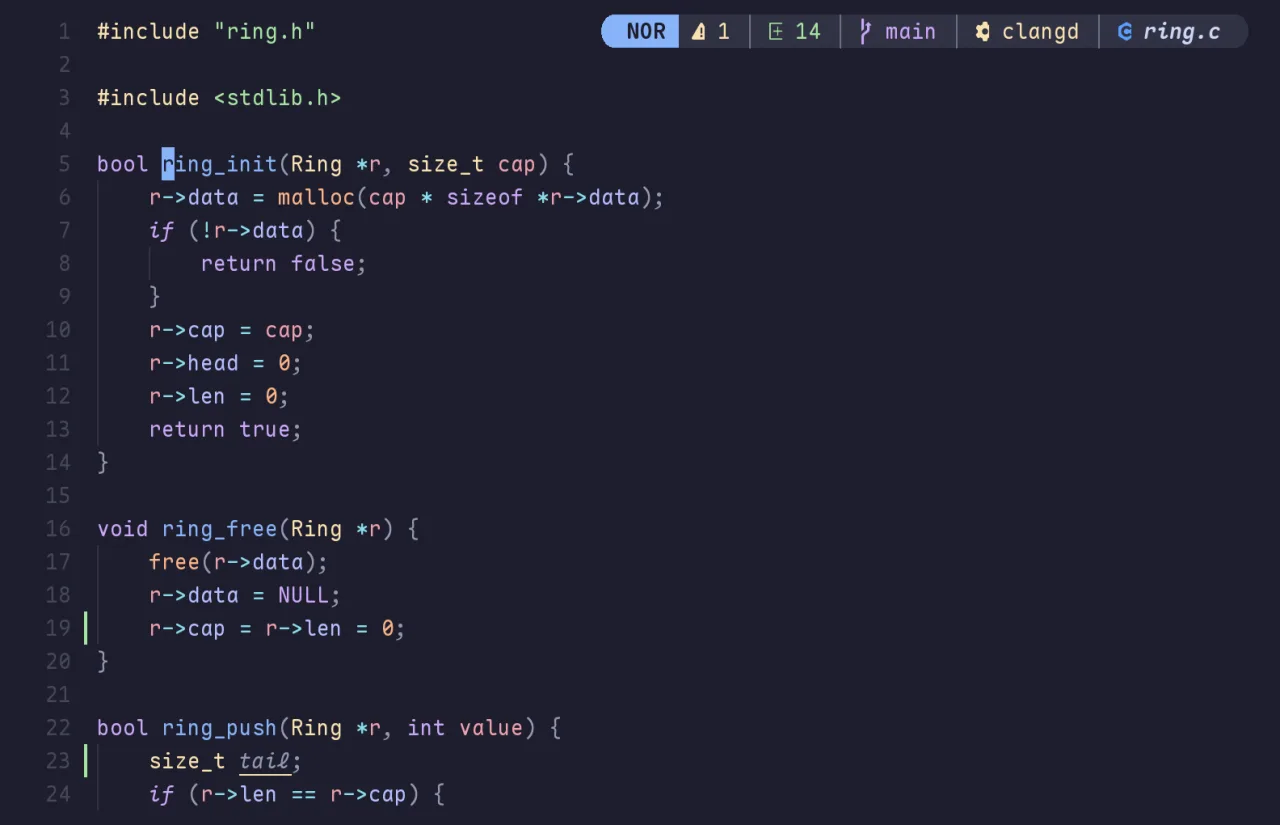 1 #include "ring.h" NOR 1 14 main clangd ring.c
2
3 #include <stdlib.h>
4
5 bool ring_init(Ring *r, size_t cap) {
6     r->data = malloc(cap * sizeof *r->data);
7     if (!r->data) {
8         return false;
9     }
10     r->cap = cap;
11     r->head = 0;
12     r->len = 0;
13     return true;
14 }
15
16 void ring_free(Ring *r) {
17     free(r->data);
18     r->data = NULL;
19     r->cap = r->len = 0;
20 }
21
22 bool ring_push(Ring *r, int value) {
23     size_t tail;
24     if (r->len == r->cap) {